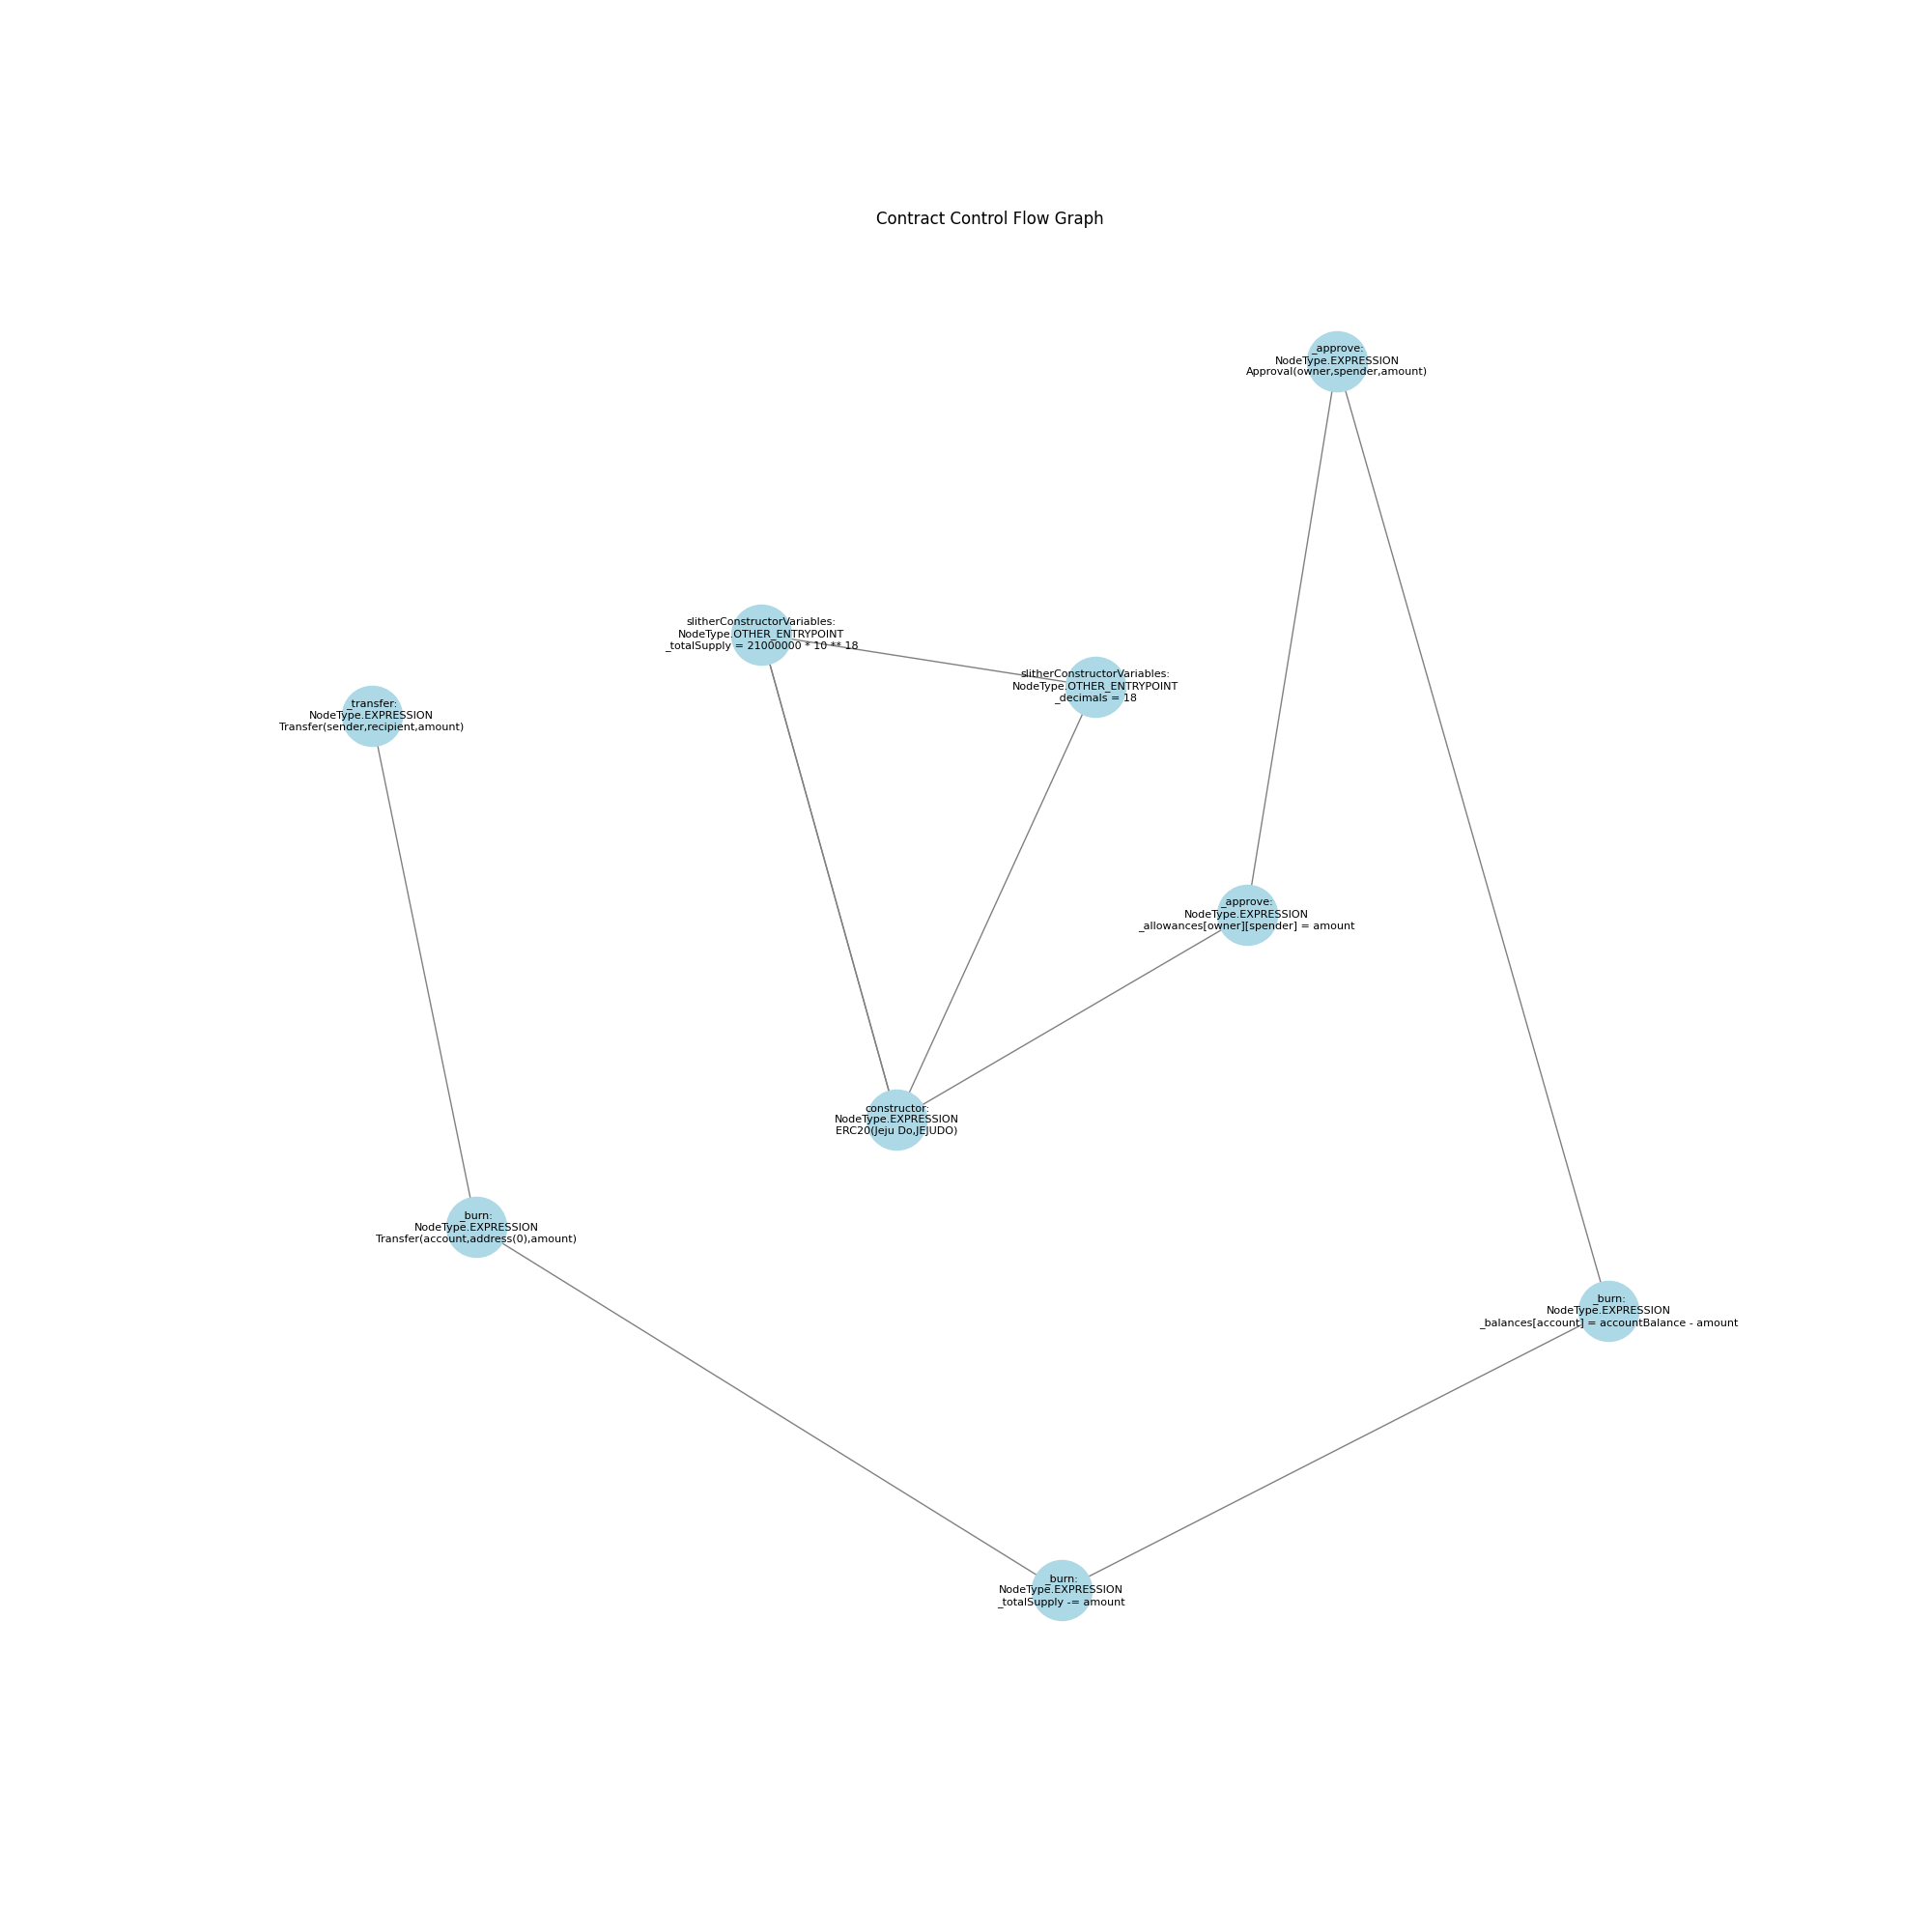 Contract Control Flow Graph
_approve:
NodeType.EXPRESSION
Approval(owner,spender,amount)
slitherConstructorVariables:
NodeType.OTHER_ENTRYPOINT
_totalSupply = 21000000 * 10 ** 18
slitherConstructorVariables:
NodeType.OTHER_ENTRYPOINT
_decimals = 18
_transfer:
NodeType.EXPRESSION
Transfer(sender,recipient,amount)
_approve:
NodeType.EXPRESSION
_allowances[owner][spender] = amount
constructor:
NodeType.EXPRESSION
ERC20(Jeju Do,JEJUDO)
_burn:
NodeType.EXPRESSION
Transfer(account,address(0),amount)
_burn:
NodeType.EXPRESSION
_balances[account] = accountBalance - amount
_burn:
NodeType.EXPRESSION
_totalSupply -= amount